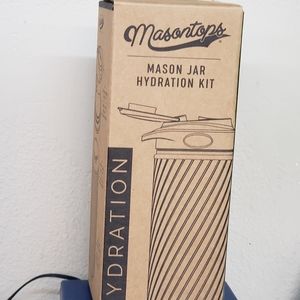 Masontops
MASON JAR
HYDRATION KIT
YDRATION